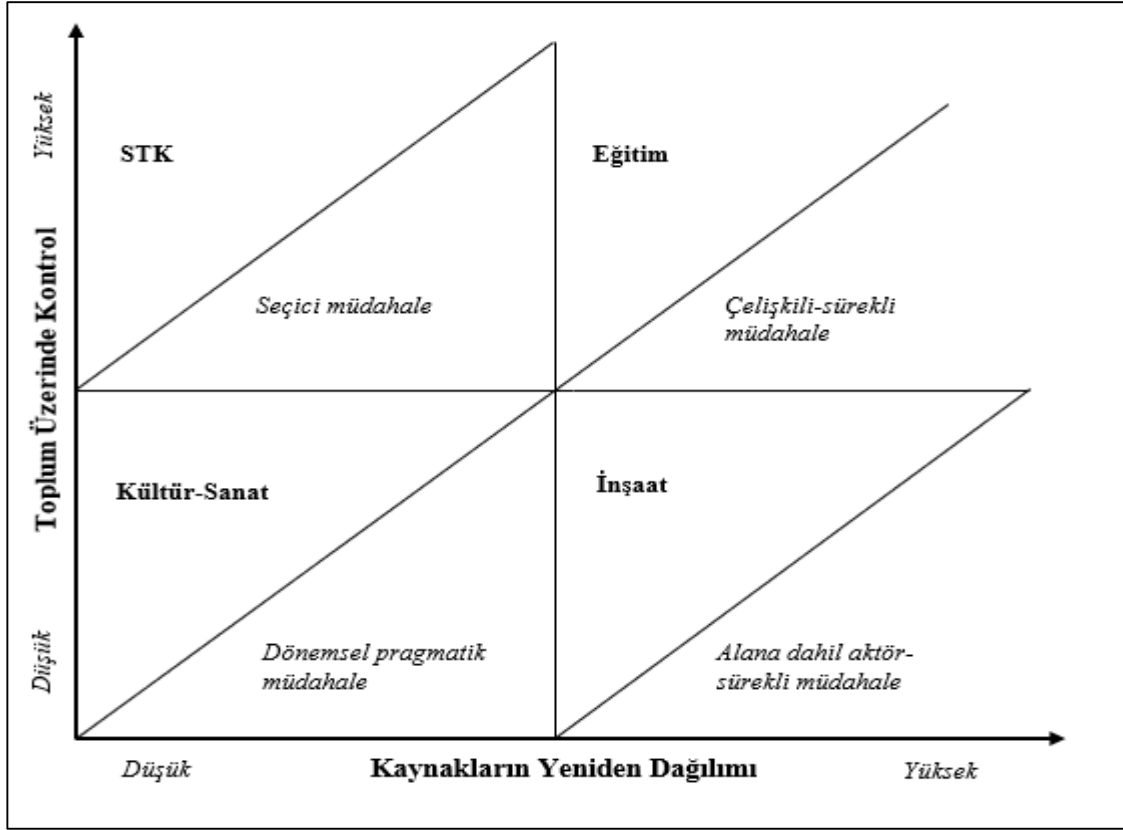 Yüksek
STK
Eğitim
Toplum Üzerinde Kontrol
Seçici müdahale
Çelişkili-sürekli
müdahale
Kültür-Sanat
İnşaat
Düşük
Dönemsel pragmatik
müdahale
Alana dahil aktör-
sürekli müdahale
Düşük
Kaynakların Yeniden Dağılımı
Yüksek